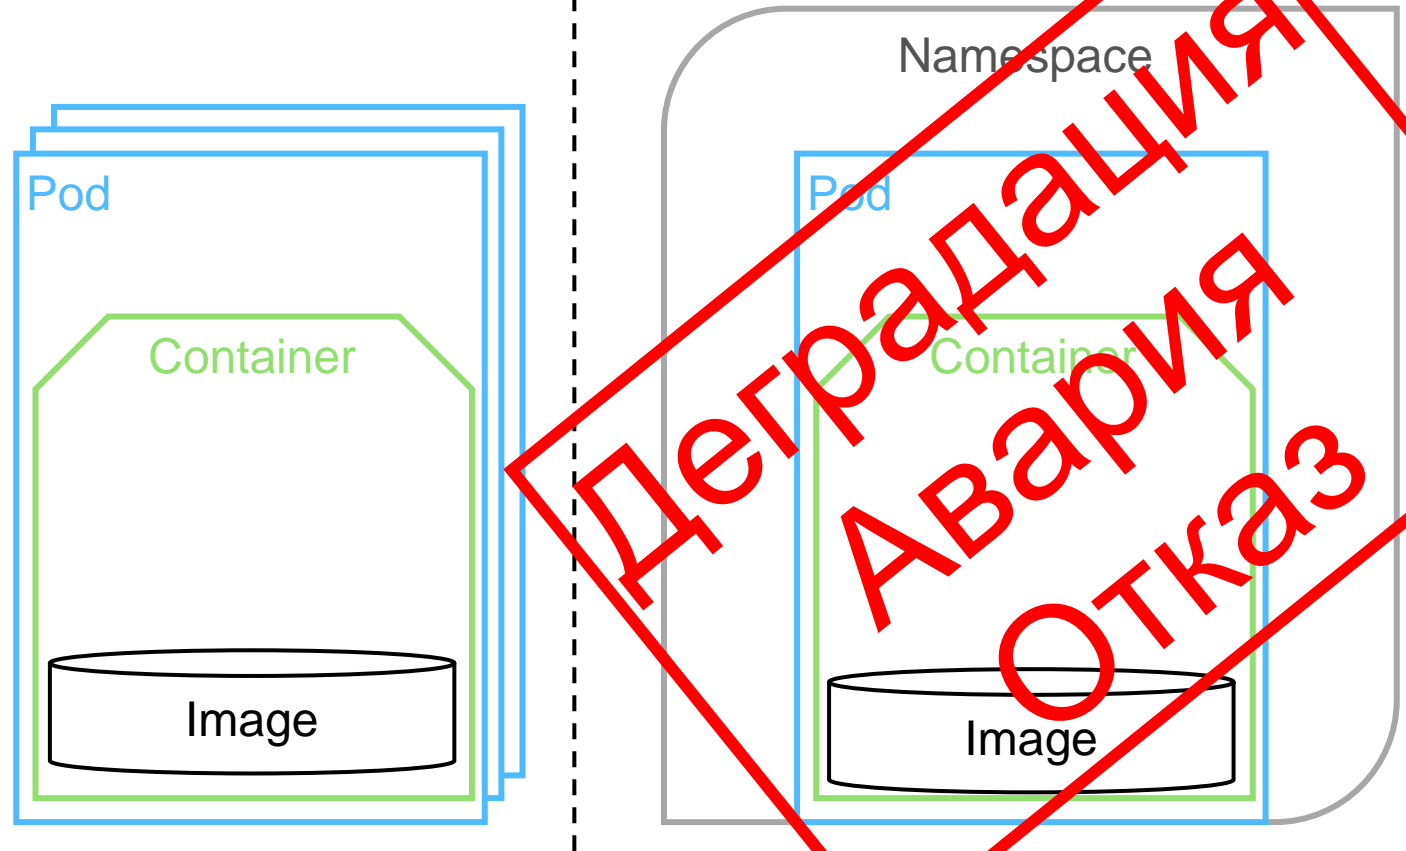 Pod
Container
Image
Namespace
Pod
Container
Image
Деградация
Авария
Отказ